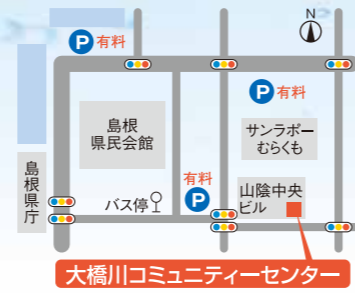 N
P 有料
P 有料
島根
県民会館
サンラポー
むらくも
島根県庁
バス停
有料
P
山陰中央
ビル
大橋川コミュニティーセンター